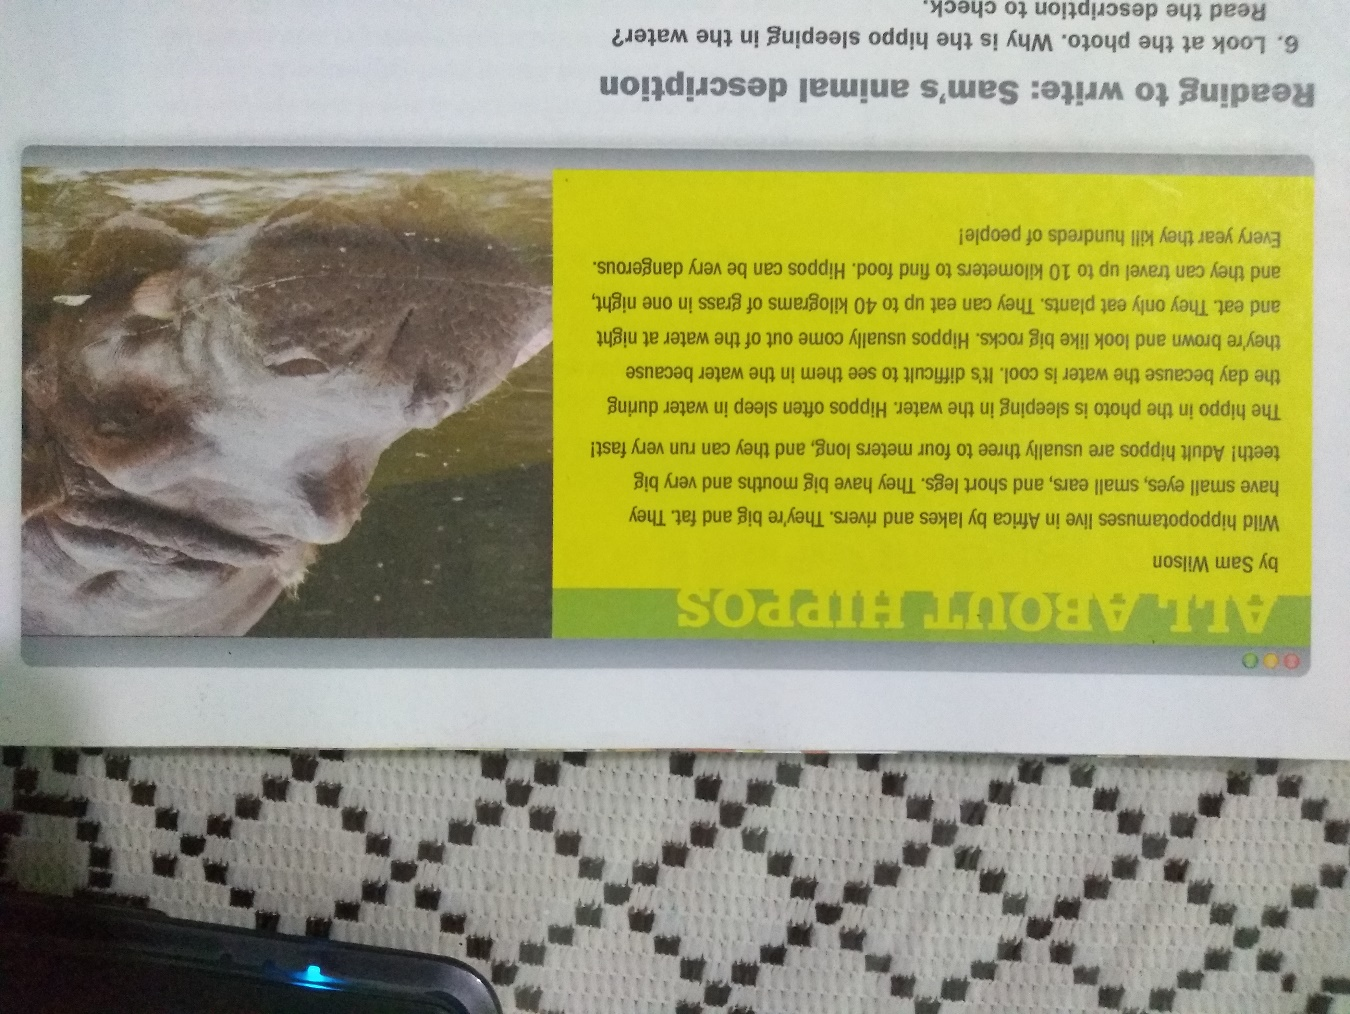 ALL ABOUT HIPPOS
by Sam Wilson
Wild hippopotamuses live in Africa by lakes and rivers. They're big and fat. They
have small eyes, small ears, and short legs. They have big mouths and very big
teeth! Adult hippos are usually three to four meters long, and they can run very fast!
The hippo in the photo is sleeping in the water. Hippos often sleep in water during
the day because the water is cool. It's difficult to see them in the water because
they're brown and look like big rocks. Hippos usually come out of the water at night
and eat. They only eat plants. They can eat up to 40 kilograms of grass in one night,
and they can travel up to 10 kilometers to find food. Hippos can be very dangerous.
Every year they kill hundreds of people!
Reading to write: Sam's animal description
6. Look at the photo. Why is the hippo sleeping in the water?
Read the description to check.